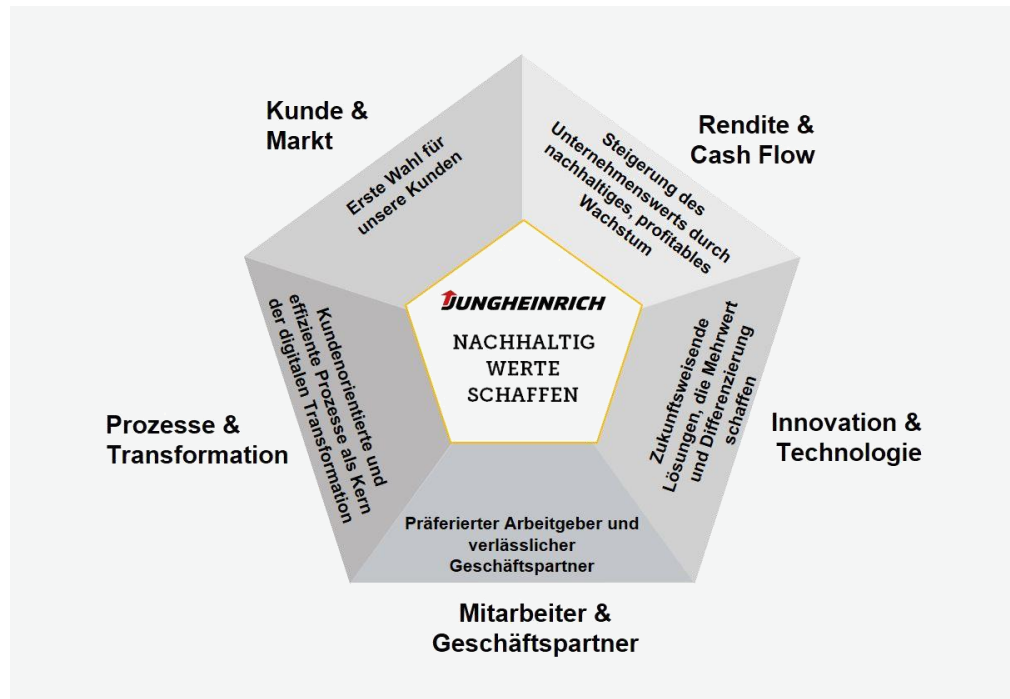 Kunde &
Markt
Erste Wahl für
unsere Kunden
Rendite &
Cash Flow
Steigerung des
Unternehmenswerts durch
nachhaltiges, profitables
Wachstum
JUNGHEINRICH
NACHHALTIG
WERTE
SCHAFFEN
Prozesse &
Transformation
Kundenorientierte und
effiziente Prozesse als Kern
der digitalen Transformation
Zukunftsweisende
Lösungen, die Mehrwert
und Differenzierung
schaffen
Innovation &
Technologie
Präferierter Arbeitgeber und
verlässlicher
Geschäftspartner
Mitarbeiter &
Geschäftspartner